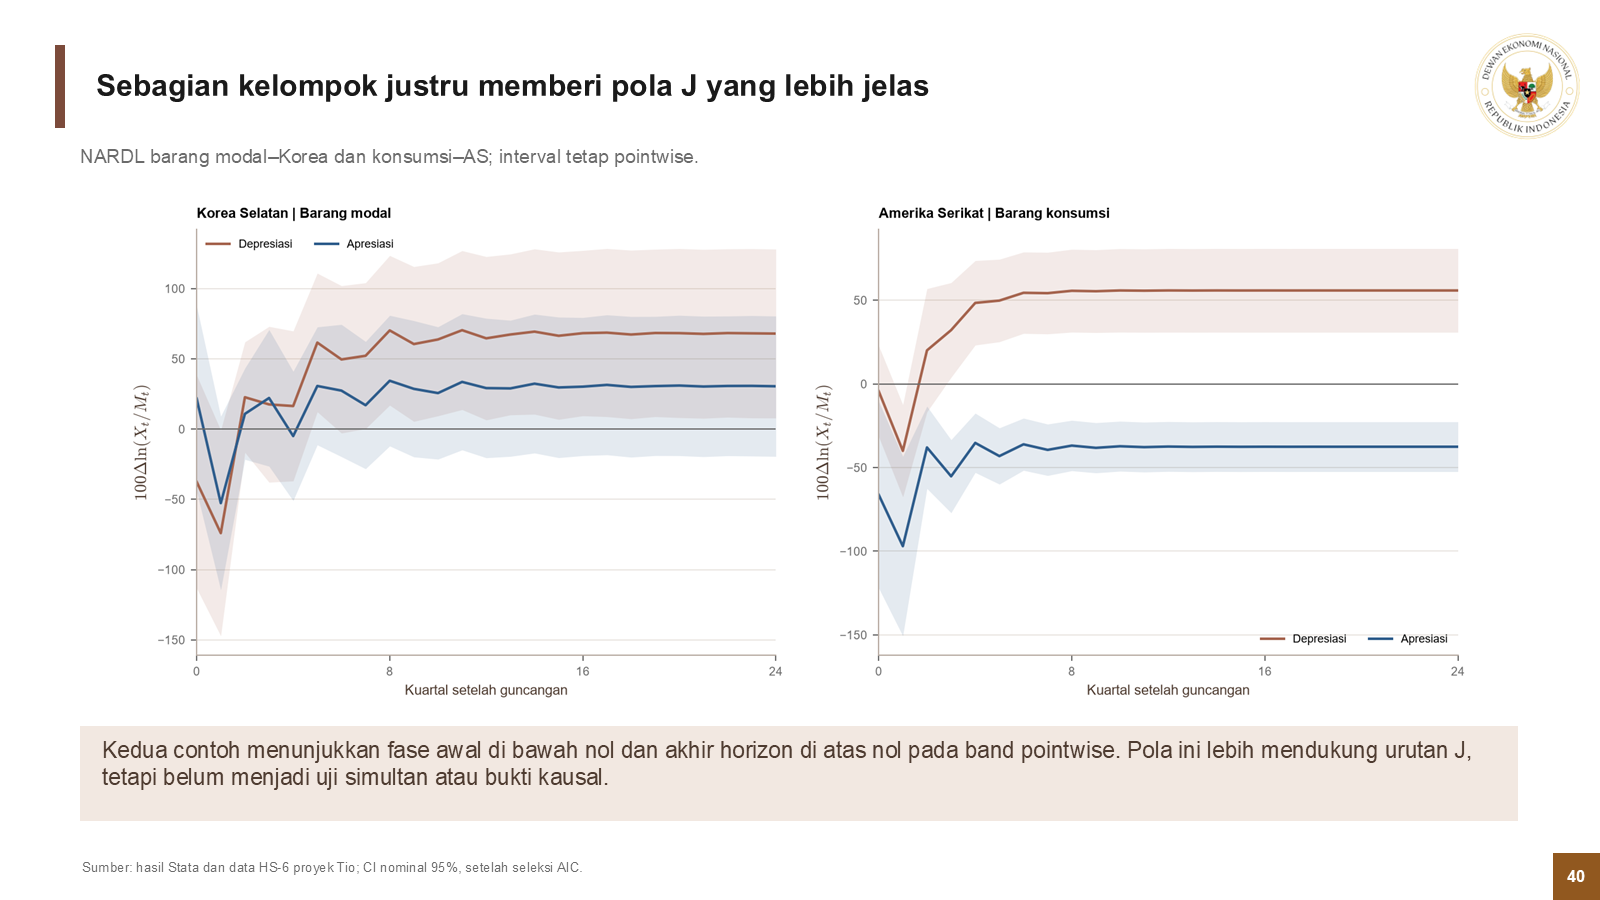 Sebagian kelompok justru memberi pola J yang lebih jelas
DEWAN EKONOMI NASIONAL
REPUBLIK INDONESIA
NARDL barang modal–Korea dan konsumsi–AS; interval tetap pointwise.
Korea Selatan | Barang modal
Depresiasi
Apresiasi
100
50
0
−50
−100
−150
100Δln(Xₜ/Mₜ)
0
8
16
24
Kuartal setelah guncangan
Amerika Serikat | Barang konsumsi
50
0
−50
−100
−150
100Δln(Xₜ/Mₜ)
Depresiasi
Apresiasi
0
8
16
24
Kuartal setelah guncangan
Kedua contoh menunjukkan fase awal di bawah nol dan akhir horizon di atas nol pada band pointwise. Pola ini lebih mendukung urutan J,
tetapi belum menjadi uji simultan atau bukti kausal.
Sumber: hasil Stata dan data HS-6 proyek Tio; CI nominal 95%, setelah seleksi AIC.
40